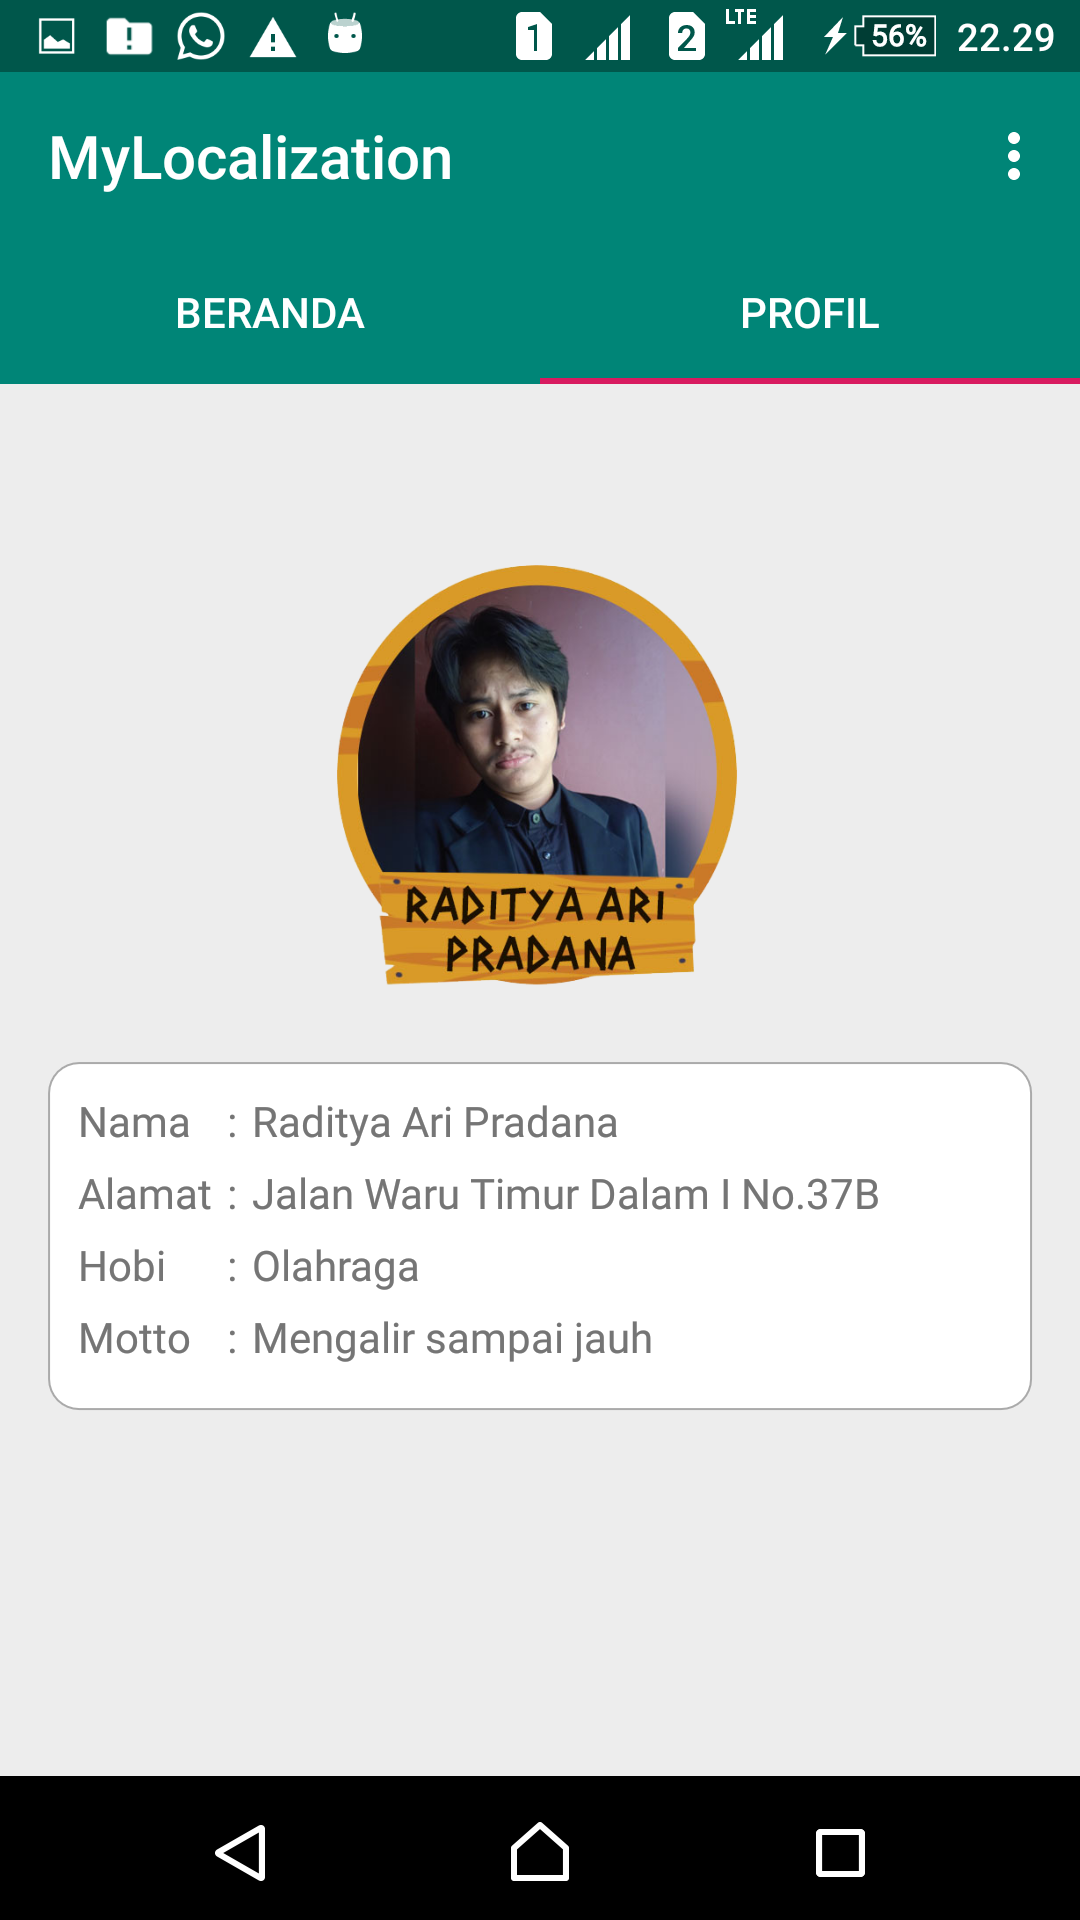 1 2 LTE 56% 22.29
MyLocalization
BERANDA PROFIL
RADITYA ARI
PRADANA
Nama : Raditya Ari Pradana
Alamat : Jalan Waru Timur Dalam I No.37B
Hobi : Olahraga
Motto : Mengalir sampai jauh